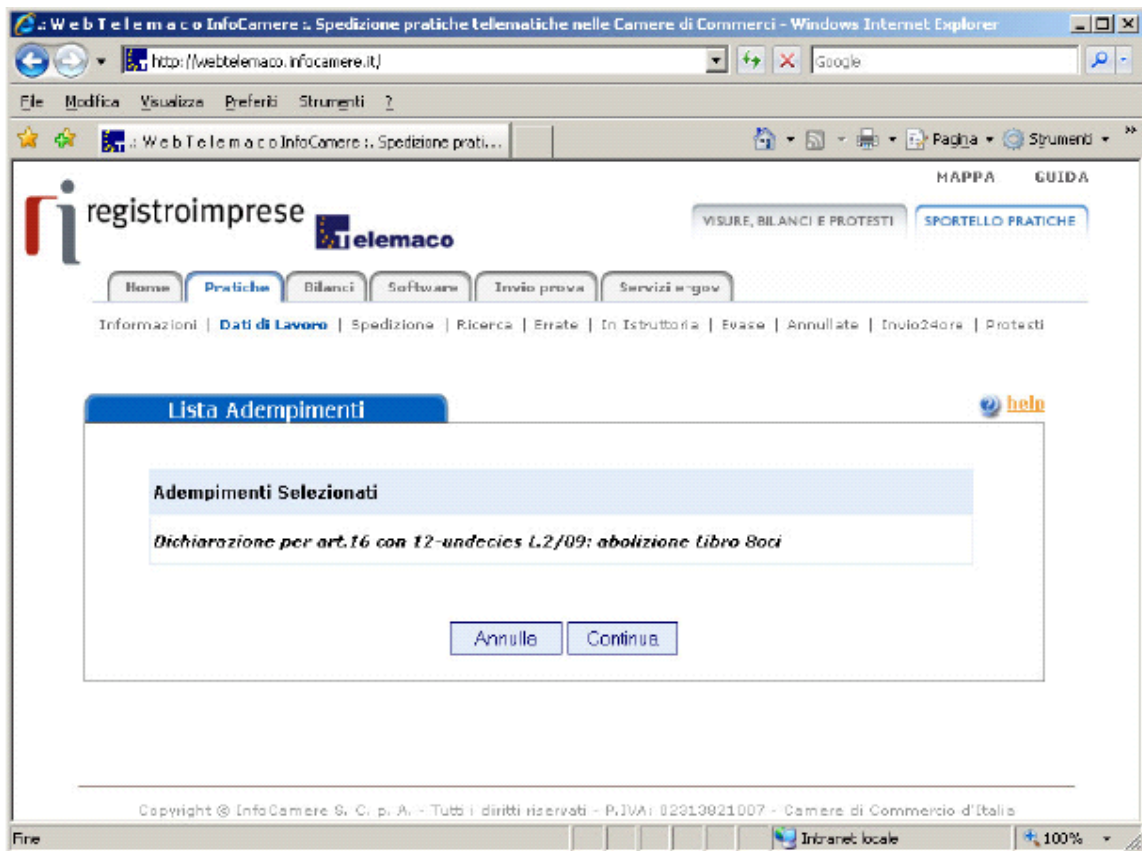 .: W e b T e l e m a c o InfoCamere :. Spedizione pratiche telematiche nelle Camere di Commerci - Windows Internet Explorer
http://webtelemaco.infocamere.it/
Google
File Modifica Visualizza Preferiti Strumenti ?
.: W e b T e l e m a c o InfoCamere :. Spedizione prati...
Pagina Strumenti »
MAPPA GUIDA
ri registroimprese
Telemaco
VISURE, BILANCI E PROTESTI SPORTELLO PRATICHE
Home Pratiche Bilanci Software Invio prova Servizi e-gov
Informazioni | Dati di Lavoro | Spedizione | Ricerca | Errate | In Istruttoria | Evase | Annullate | Invio24ore | Protesti
Lista Adempimenti
help
Adempimenti Selezionati
Dichiarazione per art.16 con 12-undecies L.2/09: abolizione Libro Soci
Annulla Continua
Copyright @ InfoCamere S. C. p. A. - Tutti i diritti riservati - P.IVA: 02313821007 - Camere di Commercio d'Italia
Fine Intranet locale 100%